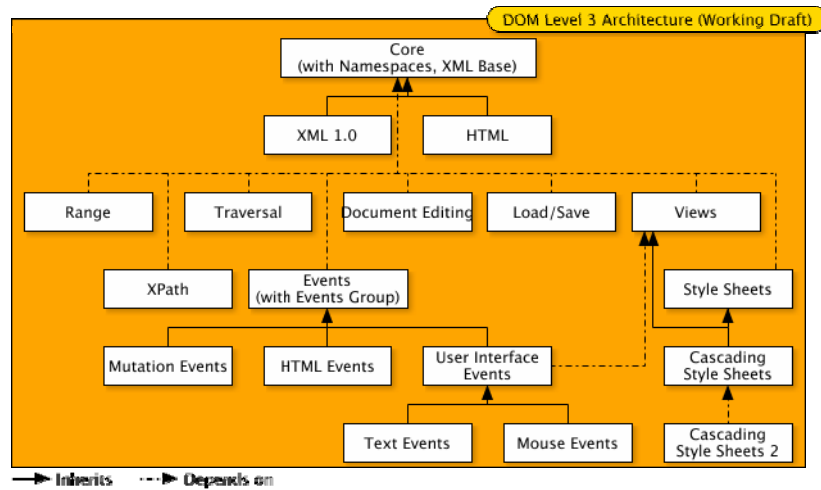 DOM Level 3 Architecture (Working Draft)
Core
(with Namespaces, XML Base)
XML 1.0
HTML
Range
Traversal
Document Editing
Load/Save
Views
XPath
Events
(with Events Group)
Style Sheets
Mutation Events
HTML Events
User Interface
Events
Cascading
Style Sheets
Text Events
Mouse Events
Cascading
Style Sheets 2
Inherits
Depends on